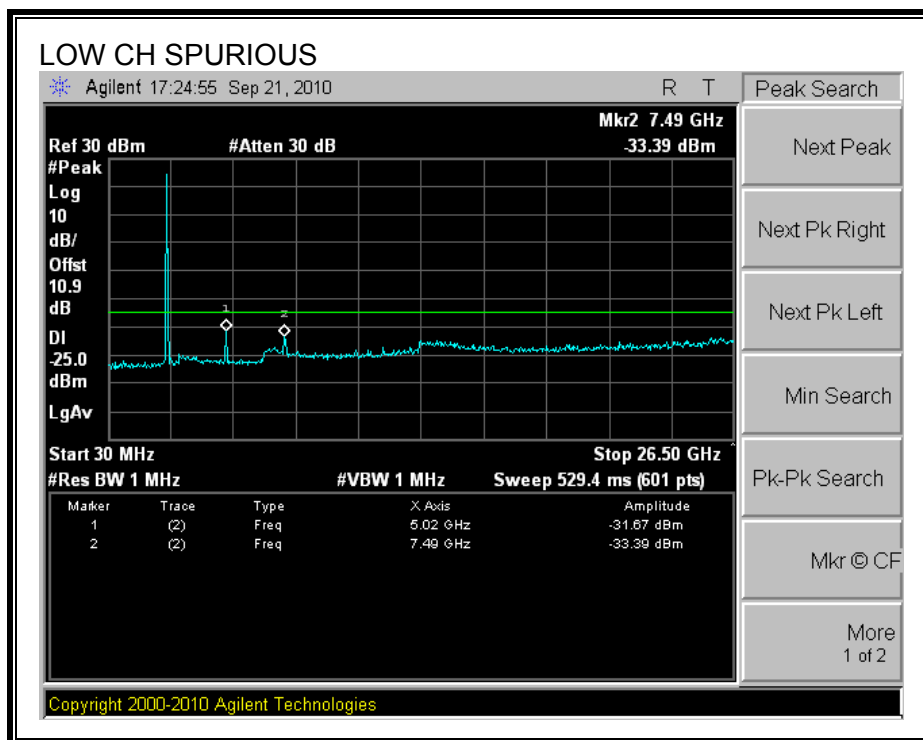 LOW CH SPURIOUS
Agilent 17:24:55 Sep 21, 2010 R T
Peak Search
Mkr2 7.49 GHz
Ref 30 dBm #Atten 30 dB -33.39 dBm
#Peak
Log
10
dB/
Offst
10.9
dB
DI
-25.0
dBm
LgAv
1
2
Start 30 MHz Stop 26.50 GHz
#Res BW 1 MHz #VBW 1 MHz Sweep 529.4 ms (601 pts)
Marker Trace Type X Axis Amplitude
1 (2) Freq 5.02 GHz -31.67 dBm
2 (2) Freq 7.49 GHz -33.39 dBm
Next Peak
Next Pk Right
Next Pk Left
Min Search
Pk-Pk Search
Mkr © CF
More
1 of 2
Copyright 2000-2010 Agilent Technologies